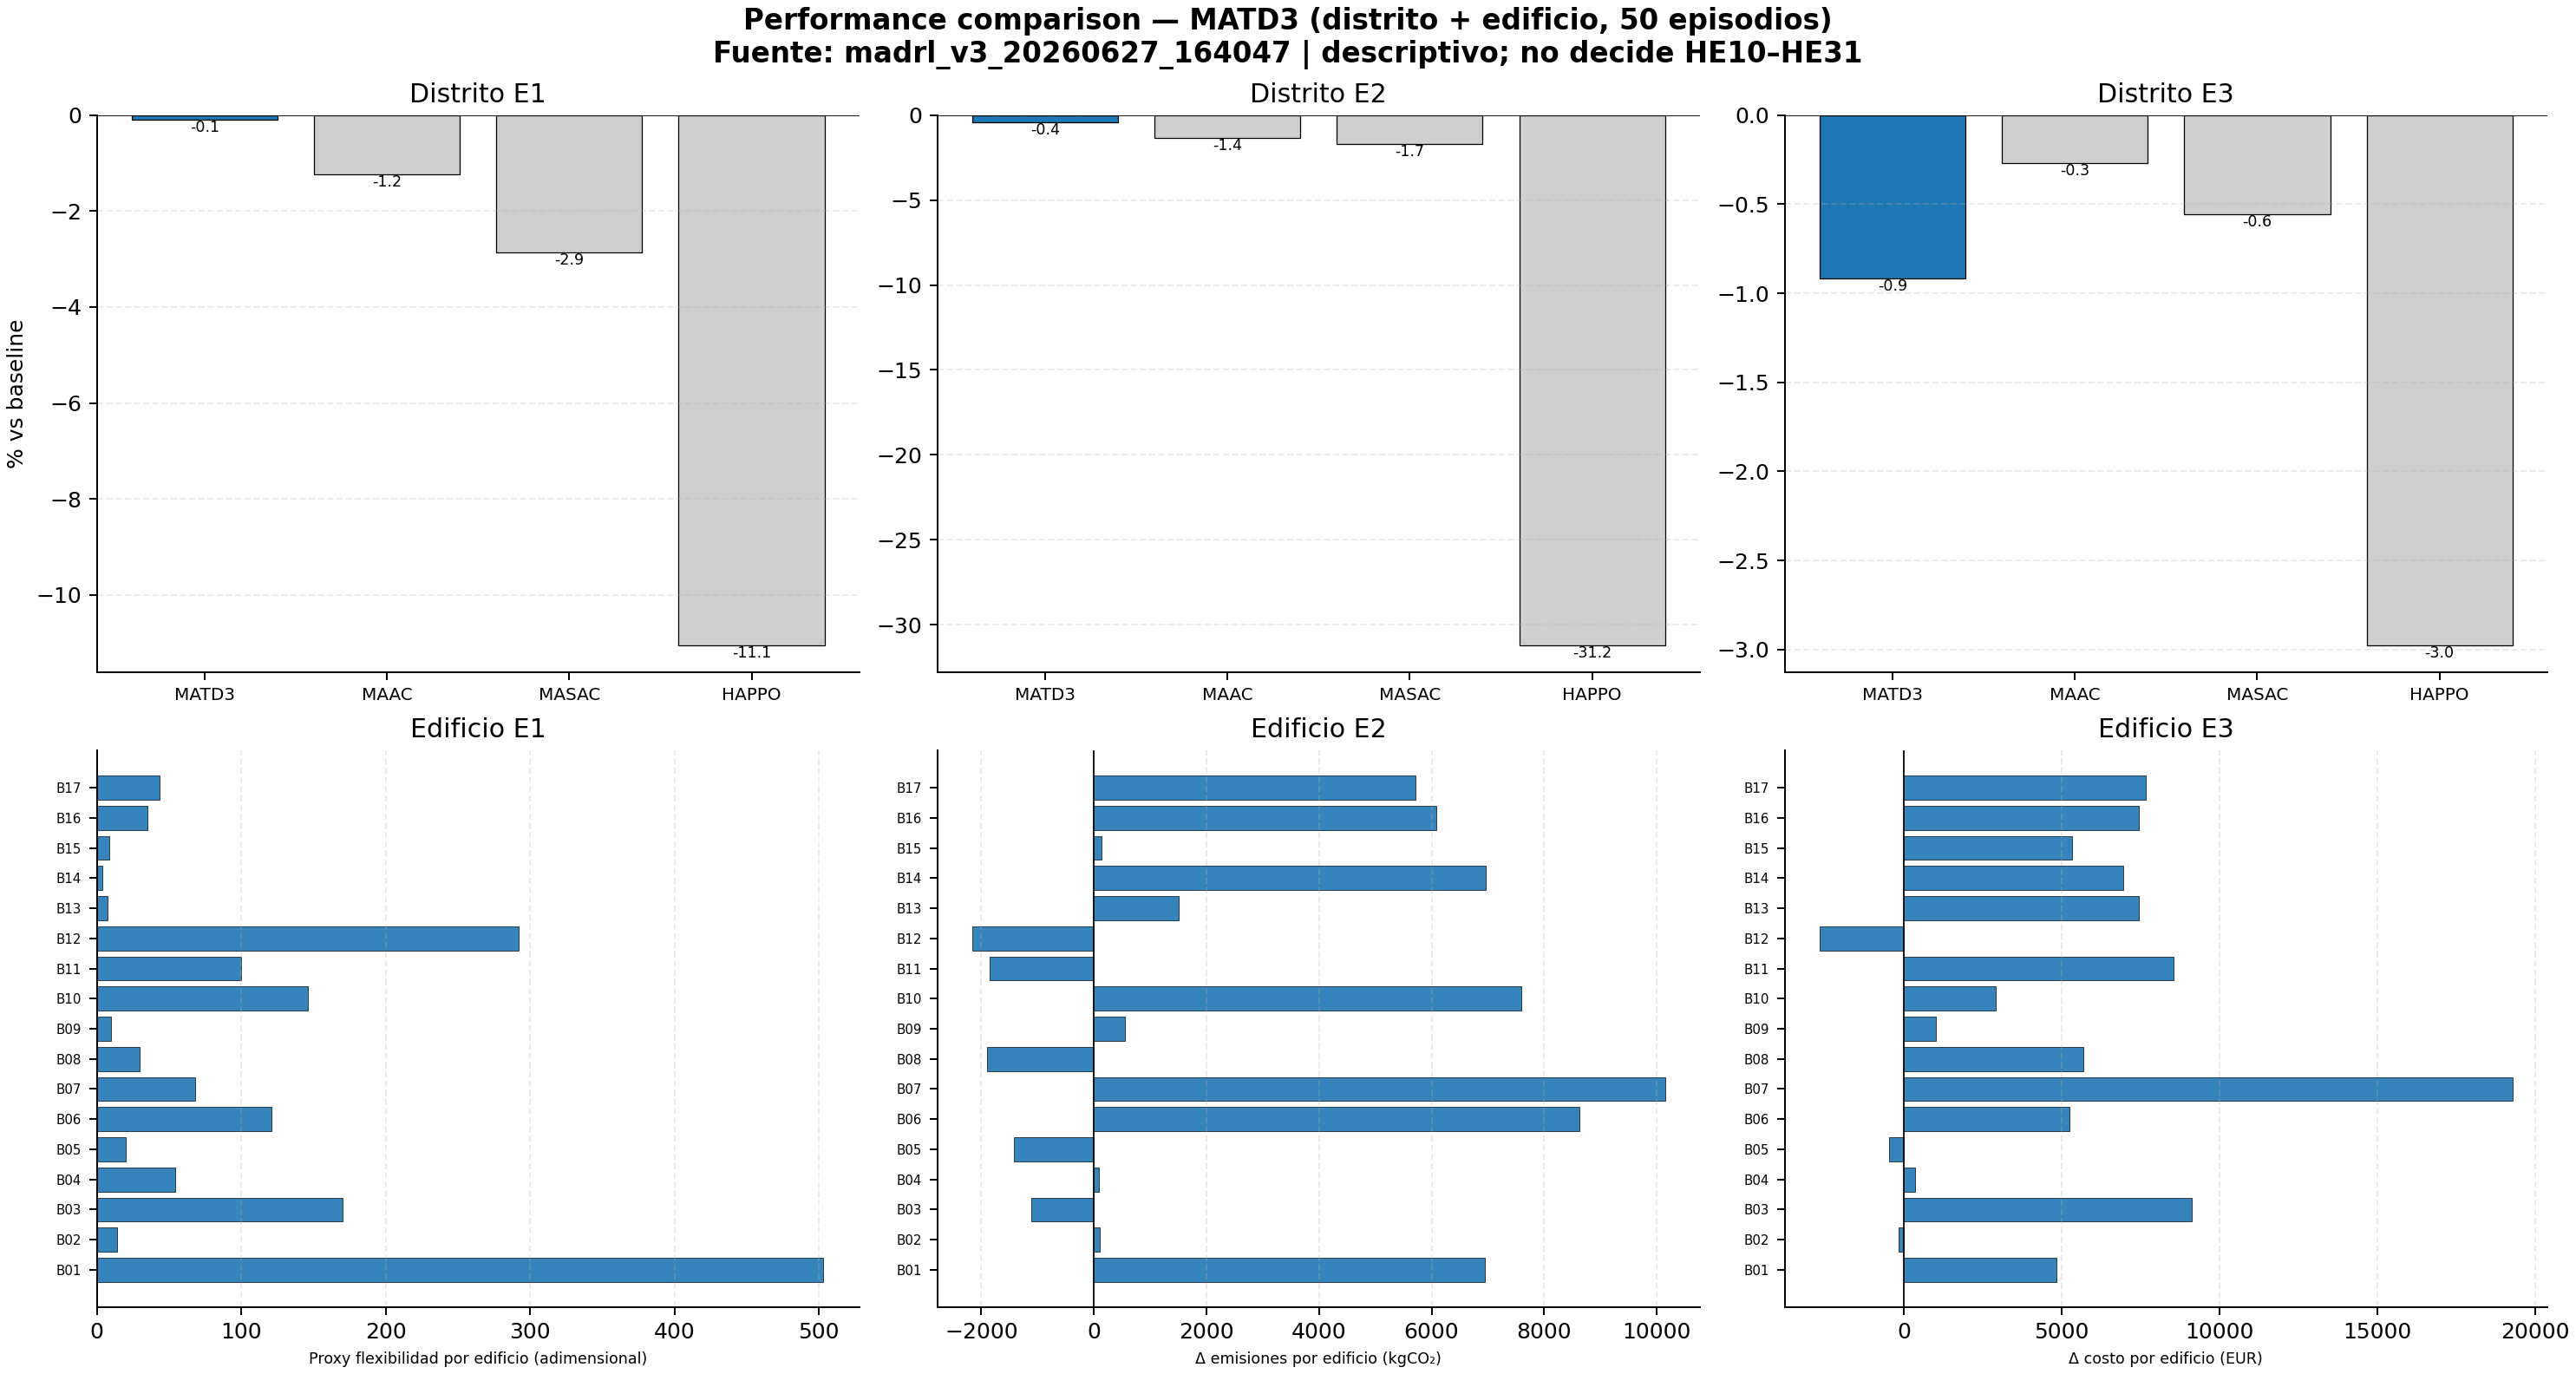 Performance comparison — MATD3 (distrito + edificio, 50 episodios)
Fuente: madrl_v3_20260627_164047 | descriptivo; no decide HE10–HE31
Distrito E1
% vs baseline
0
−2
−4
−6
−8
−10
-0.1
-1.2
-2.9
-11.1
MATD3
MAAC
MASAC
HAPPO
Distrito E2
0
−5
−10
−15
−20
−25
−30
-0.4
-1.4
-1.7
-31.2
MATD3
MAAC
MASAC
HAPPO
Distrito E3
0.0
−0.5
−1.0
−1.5
−2.0
−2.5
−3.0
-0.9
-0.3
-0.6
-3.0
MATD3
MAAC
MASAC
HAPPO
Edificio E1
B17
B16
B15
B14
B13
B12
B11
B10
B09
B08
B07
B06
B05
B04
B03
B02
B01
0 100 200 300 400 500
Proxy flexibilidad por edificio (adimensional)
Edificio E2
B17
B16
B15
B14
B13
B12
B11
B10
B09
B08
B07
B06
B05
B04
B03
B02
B01
−2000 0 2000 4000 6000 8000 10000
Δ emisiones por edificio (kgCO₂)
Edificio E3
B17
B16
B15
B14
B13
B12
B11
B10
B09
B08
B07
B06
B05
B04
B03
B02
B01
0 5000 10000 15000 20000
Δ costo por edificio (EUR)